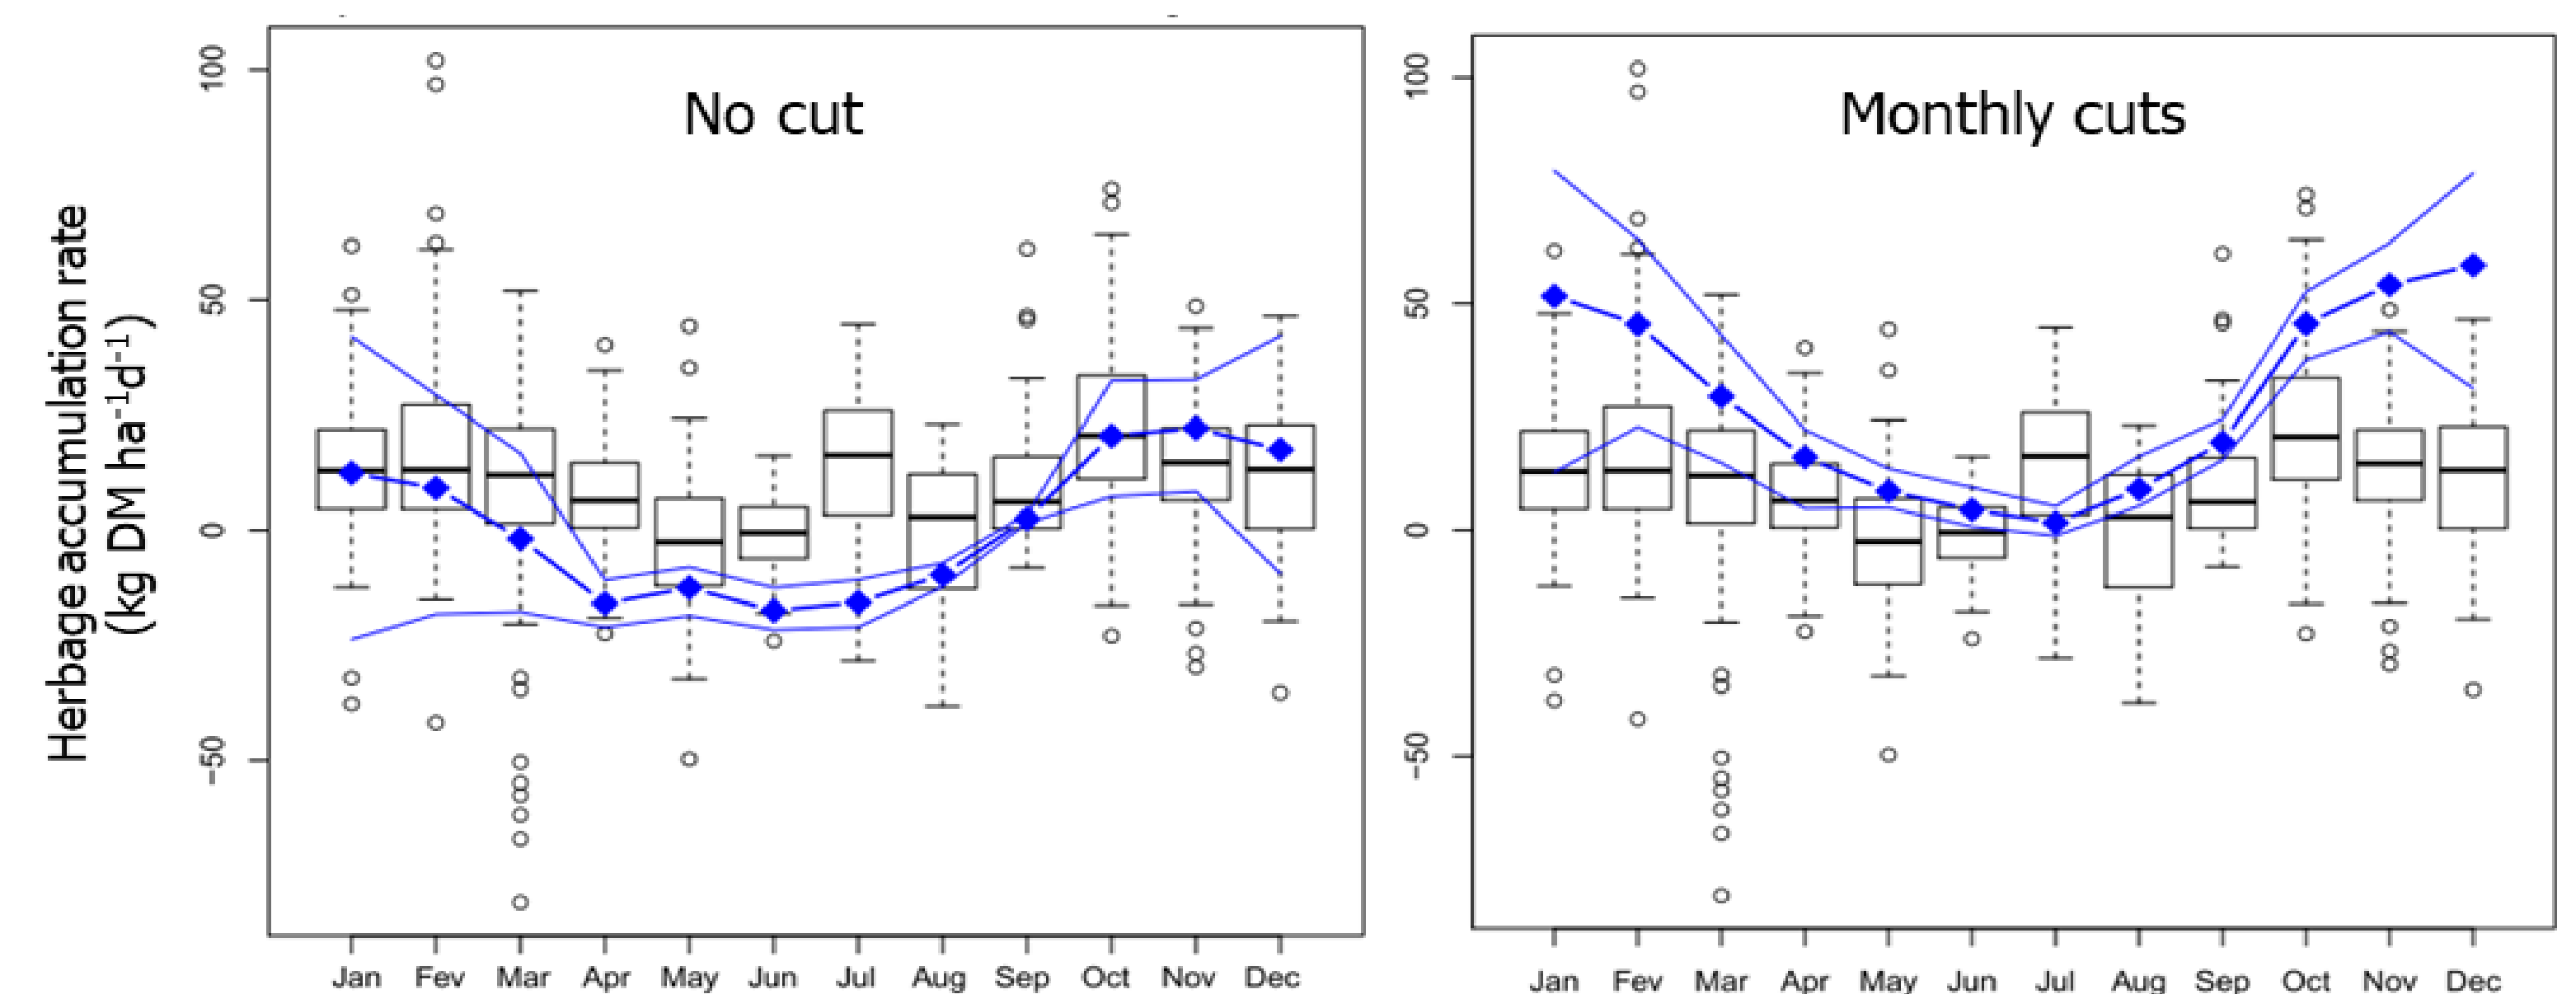 Herbage accumulation rate
(kg DM ha⁻¹d⁻¹)
No cut
100
50
0
−50
Jan Fev Mar Apr May Jun Jul Aug Sep Oct Nov Dec
Monthly cuts
100
50
0
−50
Jan Fev Mar Apr May Jun Jul Aug Sep Oct Nov Dec